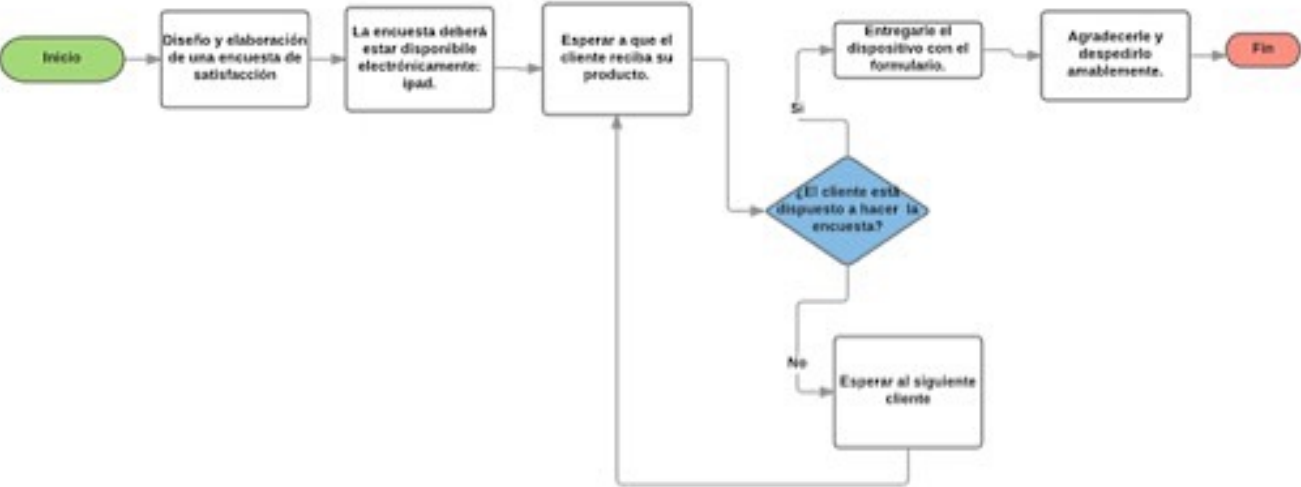 Inicio
Diseño y elaboración
de una encuesta de
satisfacción
La encuesta deberá
estar disponibile
electrónicamente:
ipad.
Esperar a que el
cliente reciba su
producto.
Si
Entregarle el
dispositivo con el
formulario.
Agradecerle y
despedirlo
amablemente.
Fin
¿El cliente está
dispuesto a hacer la
encuesta?
No
Esperar al siguiente
cliente